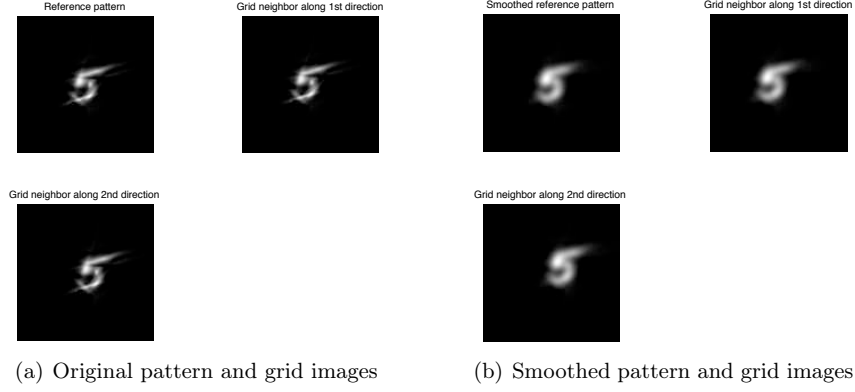 Reference pattern
Grid neighbor along 1st direction
Grid neighbor along 2nd direction
(a) Original pattern and grid images
Smoothed reference pattern
Grid neighbor along 1st direction
Grid neighbor along 2nd direction
(b) Smoothed pattern and grid images